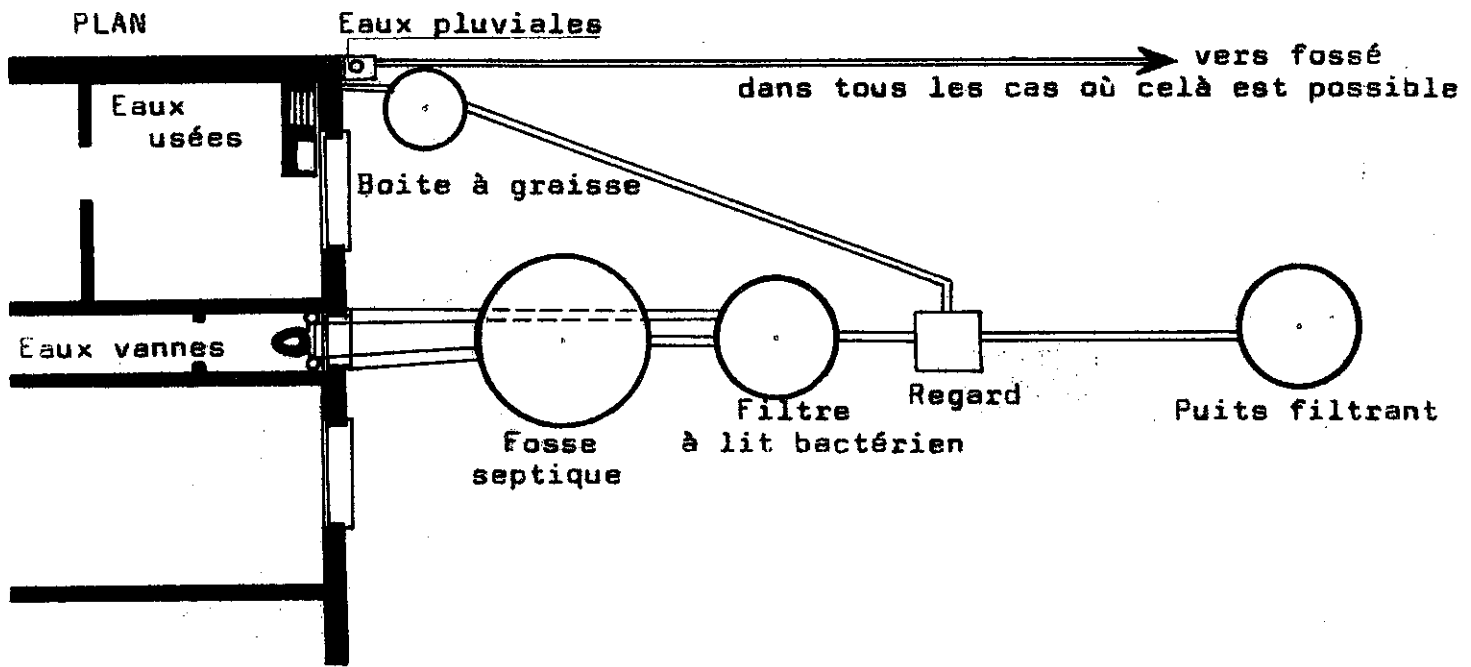 PLAN
Eaux pluviales
vers fossé
dans tous les cas où celà est possible
Eaux
usées
Boite à graisse
Eaux vannes
Fosse
septique
Filtre
à lit bactérien
Regard
Puits filtrant